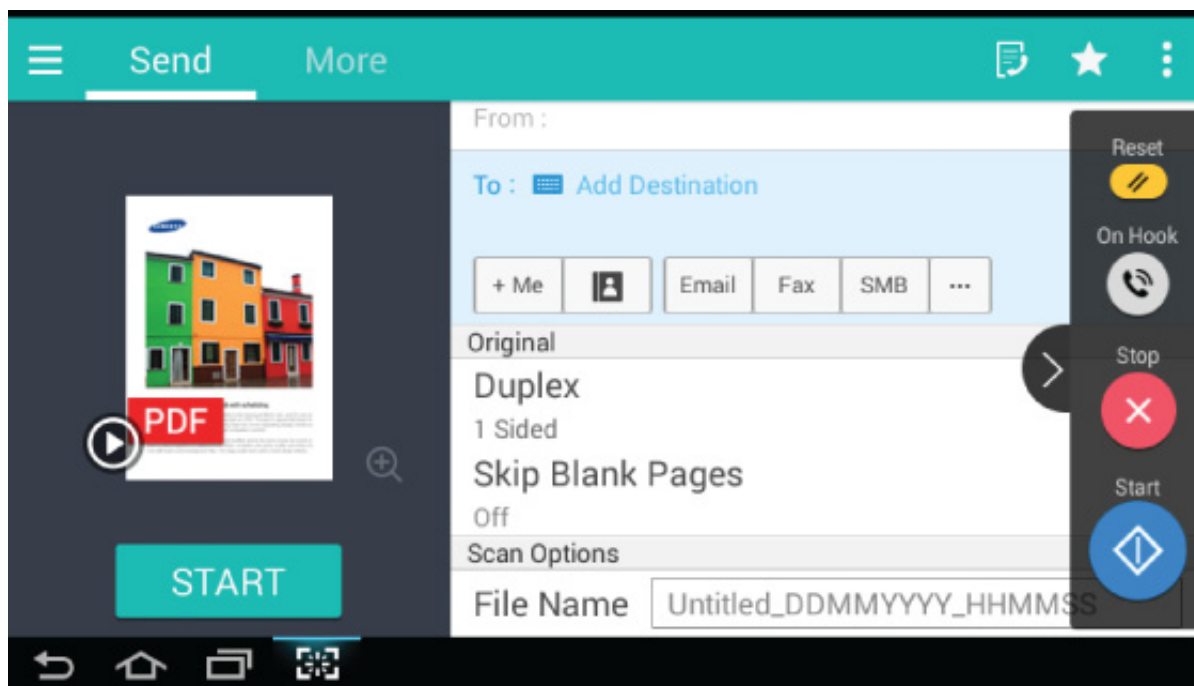 Send More
From :
To : Add Destination
+ Me Email Fax SMB ...
Original
Duplex
1 Sided
Skip Blank Pages
Off
Scan Options
File Name Untitled_DDMMYYYY_HHMMSS
PDF
START
Reset
On Hook
Stop
Start